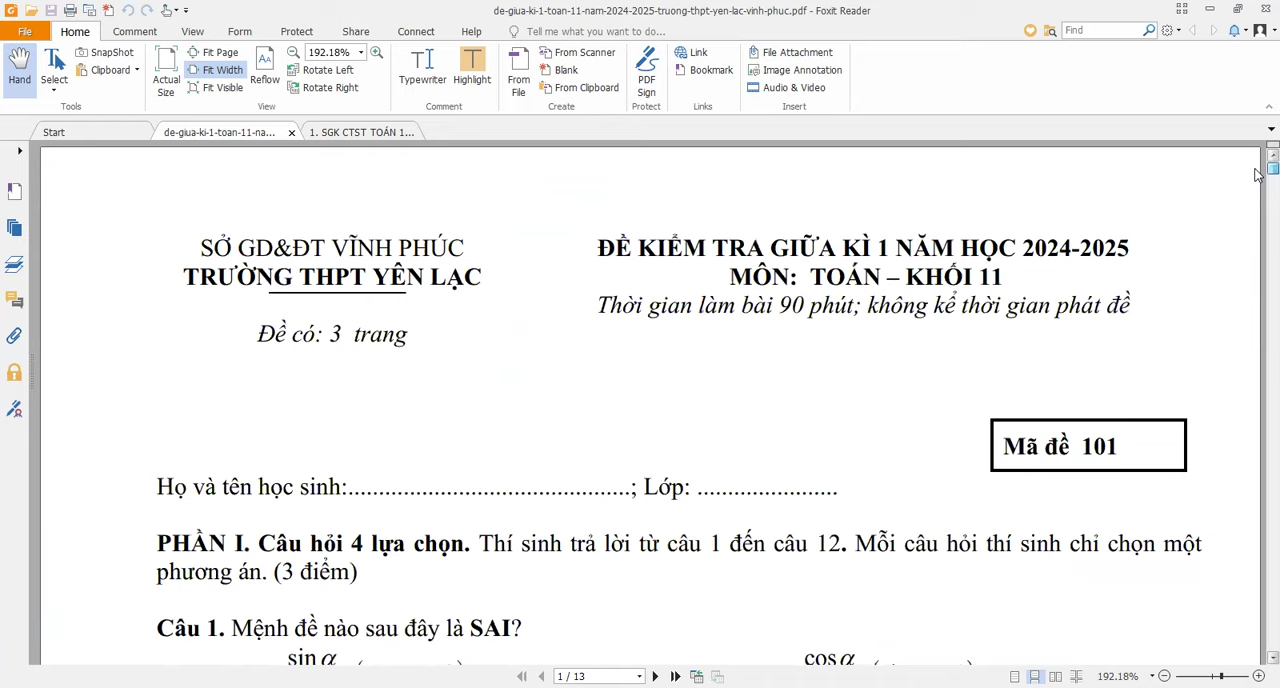 de-giua-ki-1-toan-11-nam-2024-2025-truong-thpt-yen-lac-vinh-phuc.pdf - Foxit Reader
File Home Comment View Form Protect Share Connect Help Tell me what you want to do... Find
Hand Select SnapShot Clipboard Actual Size Fit Page Fit Width Fit Visible Reflow 192.18% Rotate Left Rotate Right Typewriter Highlight From File From Scanner Blank From Clipboard PDF Sign Link Bookmark File Attachment Image Annotation Audio & Video
Tools View Comment Create Protect Links Insert
Start de-giua-ki-1-toan-11-na... 1. SGK CTST TOÁN 1...
SỞ GD&ĐT VĨNH PHÚC
TRƯỜNG THPT YÊN LẠC
Đề có: 3 trang
ĐỀ KIỂM TRA GIỮA KÌ 1 NĂM HỌC 2024-2025
MÔN: TOÁN – KHỐI 11
Thời gian làm bài 90 phút; không kể thời gian phát đề
Mã đề 101
Họ và tên học sinh:..............................................; Lớp: .......................
PHẦN I. Câu hỏi 4 lựa chọn. Thí sinh trả lời từ câu 1 đến câu 12. Mỗi câu hỏi thí sinh chỉ chọn một
phương án. (3 điểm)
Câu 1. Mệnh đề nào sau đây là SAI?
sin α cos α
1 / 13 192.18%